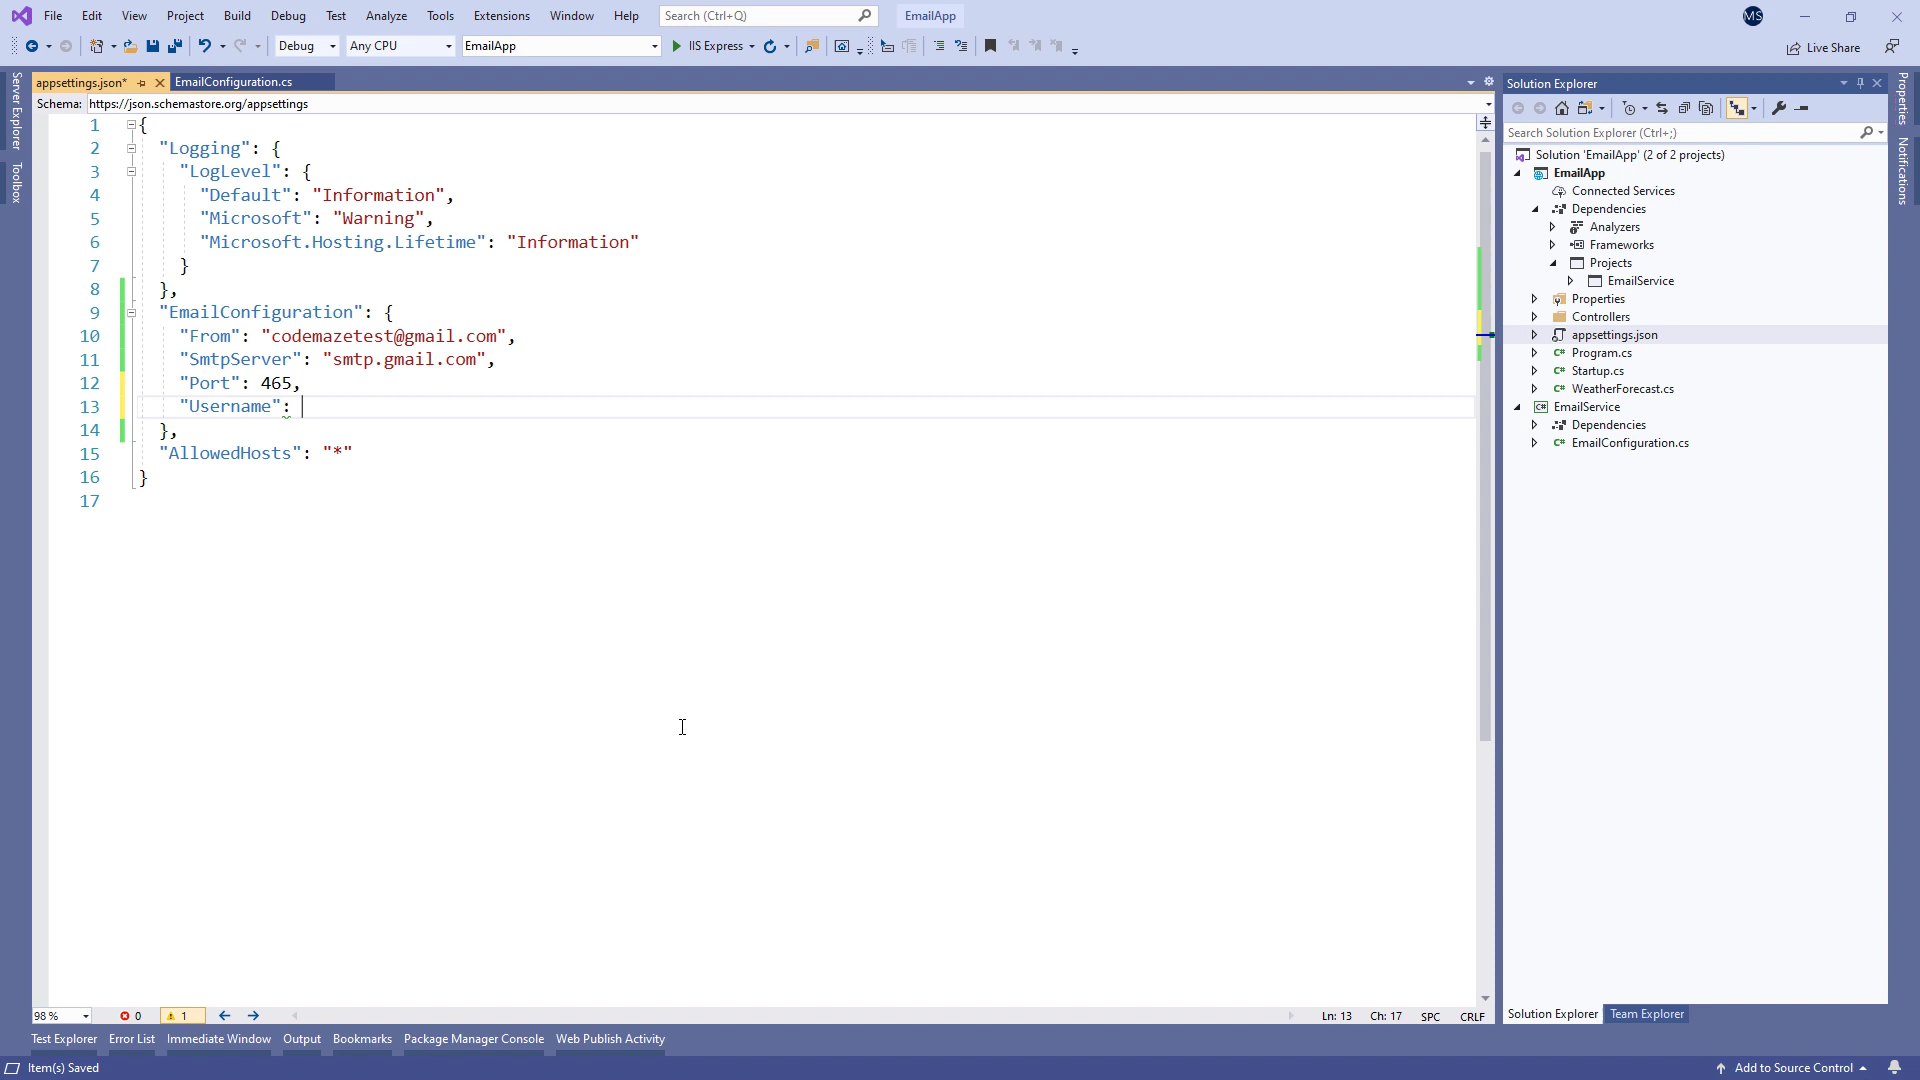 File Edit View Project Build Debug Test Analyze Tools Extensions Window Help Search (Ctrl+Q) EmailApp MS
Debug Any CPU EmailApp IIS Express Live Share
appsettings.json* EmailConfiguration.cs
Schema: https://json.schemastore.org/appsettings
1 {
2 "Logging": {
3 "LogLevel": {
4 "Default": "Information",
5 "Microsoft": "Warning",
6 "Microsoft.Hosting.Lifetime": "Information"
7 }
8 },
9 "EmailConfiguration": {
10 "From": "codemazetest@gmail.com",
11 "SmtpServer": "smtp.gmail.com",
12 "Port": 465,
13 "Username":
14 },
15 "AllowedHosts": "*"
16 }
17
Server Explorer
Toolbox
Solution Explorer
Search Solution Explorer (Ctrl+;)
Solution 'EmailApp' (2 of 2 projects)
EmailApp
Connected Services
Dependencies
Analyzers
Frameworks
Projects
EmailService
Properties
Controllers
appsettings.json
C# Program.cs
C# Startup.cs
C# WeatherForecast.cs
C# EmailService
Dependencies
C# EmailConfiguration.cs
Properties
Notifications
98 % 0 1 Ln: 13 Ch: 17 SPC CRLF
Solution Explorer Team Explorer
Test Explorer Error List Immediate Window Output Bookmarks Package Manager Console Web Publish Activity
Item(s) Saved Add to Source Control